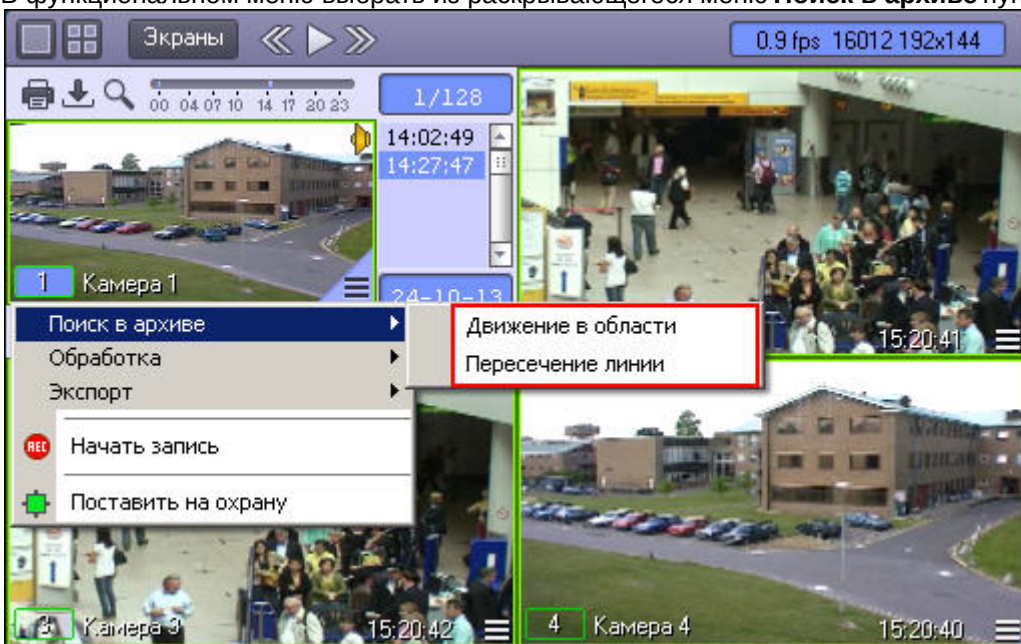 В функциональном меню выбрать из раскрывающегося меню Поиск в архиве
Экраны
0.9 fps 16012 192x144
00 04 07 10 14 17 20 23
1/128
14:02:49
14:27:47
1 Камера 1
24-10-13
Поиск в архиве
Движение в области
Обработка
Пересечение линии
Экспорт
REC Начать запись
Поставить на охрану
15:20:41
3 Камера 3
15:20:42
4 Камера 4
15:20:40